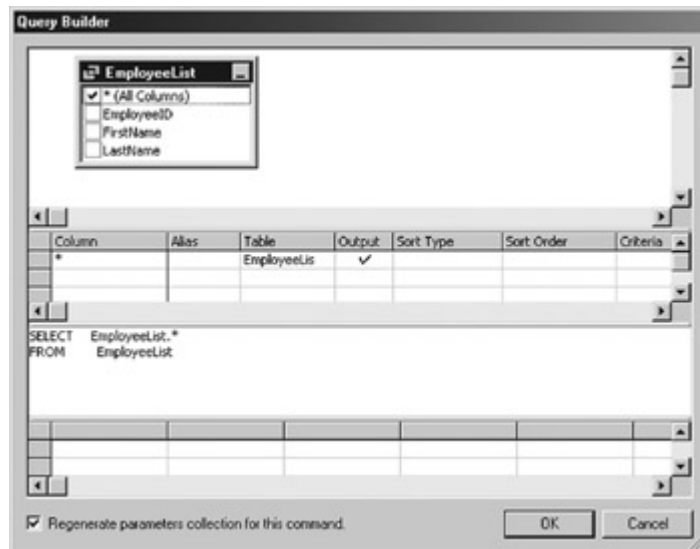 Query Builder
EmployeeList
* (All Columns)
EmployeeID
FirstName
LastName
Column Alias Table Output Sort Type Sort Order Criteria
* EmployeeLis
SELECT EmployeeList.*
FROM EmployeeList
Regenerate parameters collection for this command.
OK Cancel